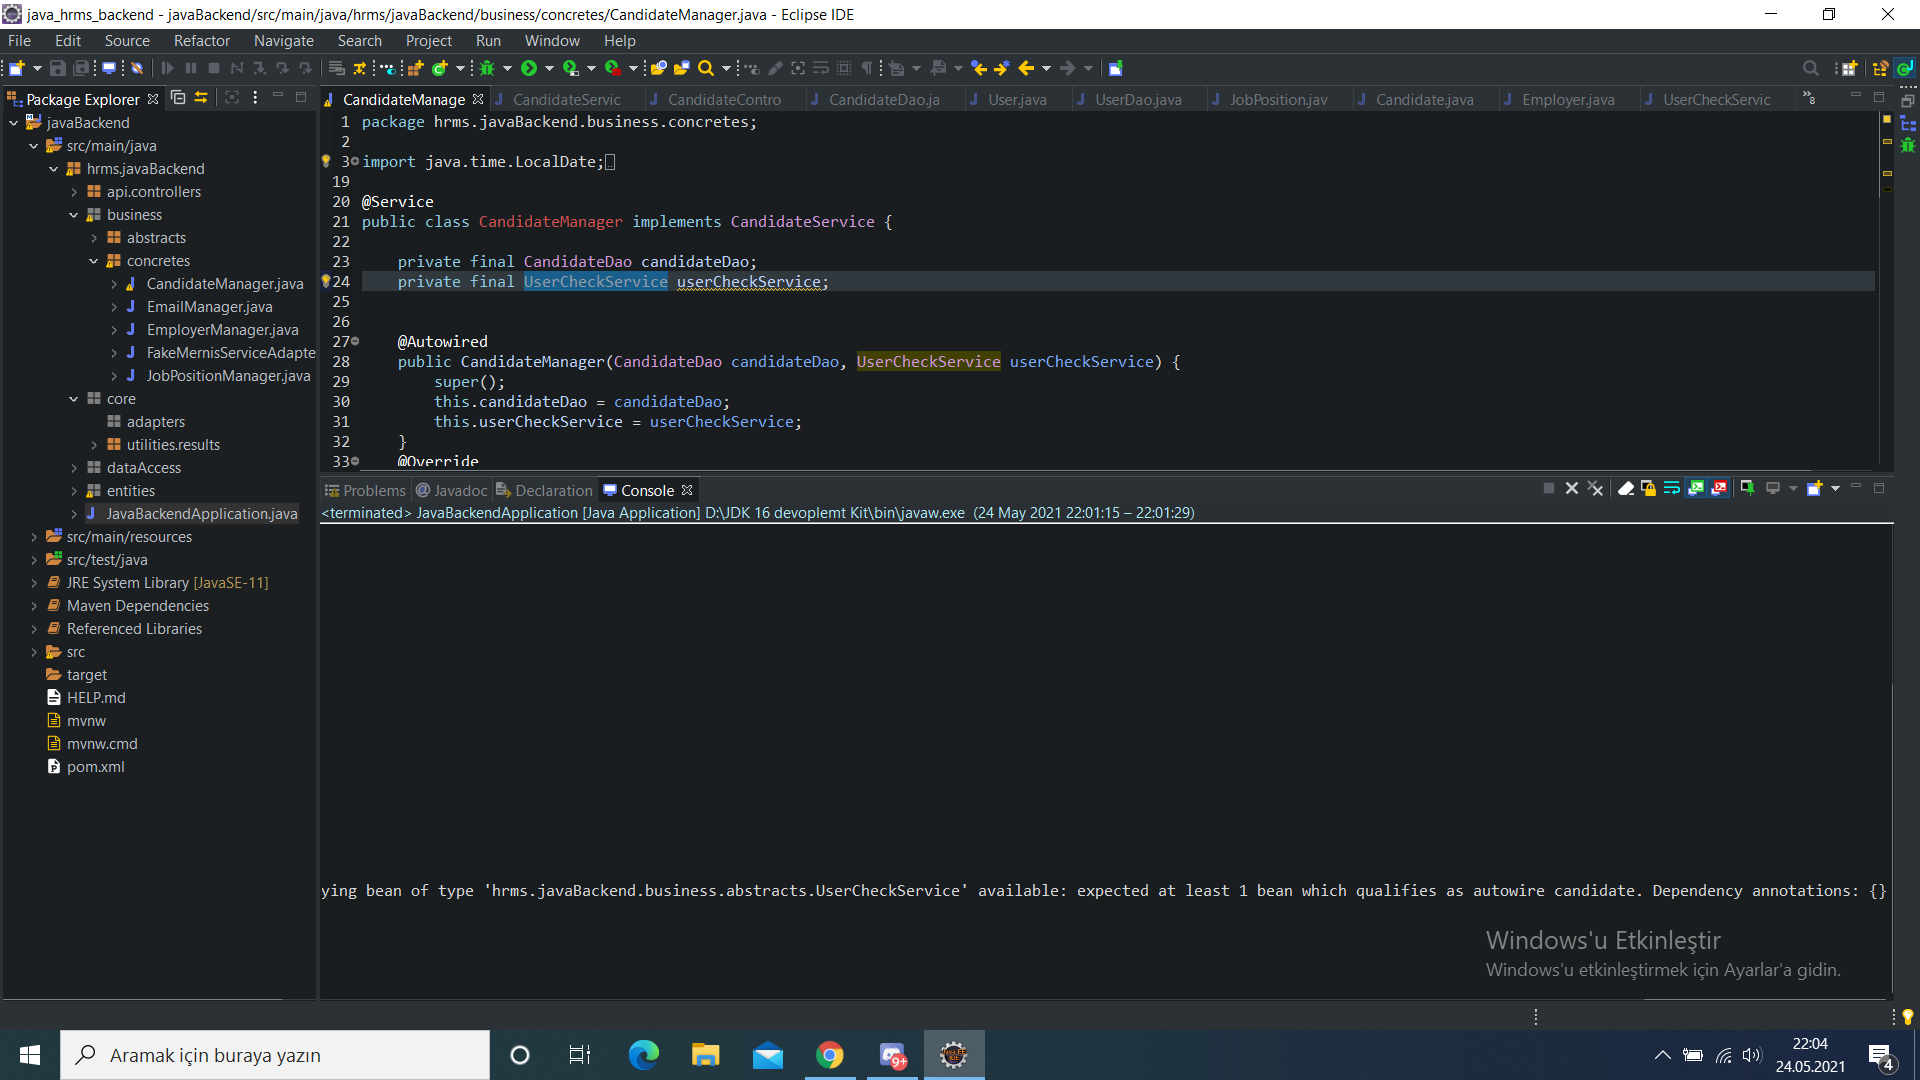 java_hrms_backend - javaBackend/src/main/java/hrms/javaBackend/business/concretes/CandidateManager.java - Eclipse IDE
File Edit Source Refactor Navigate Search Project Run Window Help
Package Explorer
javaBackend
src/main/java
hrms.javaBackend
api.controllers
business
abstracts
concretes
CandidateManager.java
EmailManager.java
EmployerManager.java
FakeMernisServiceAdapte
JobPositionManager.java
core
adapters
utilities.results
dataAccess
entities
JavaBackendApplication.java
src/main/resources
src/test/java
JRE System Library [JavaSE-11]
Maven Dependencies
Referenced Libraries
src
target
HELP.md
mvnw
mvnw.cmd
pom.xml
CandidateManage CandidateServic CandidateContro CandidateDao.ja User.java UserDao.java JobPosition.jav Candidate.java Employer.java UserCheckServic »8
1 package hrms.javaBackend.business.concretes;
2
3 import java.time.LocalDate;
19
20 @Service
21 public class CandidateManager implements CandidateService {
22
23 private final CandidateDao candidateDao;
24 private final UserCheckService userCheckService;
25
26
27 @Autowired
28 public CandidateManager(CandidateDao candidateDao, UserCheckService userCheckService) {
29 super();
30 this.candidateDao = candidateDao;
31 this.userCheckService = userCheckService;
32 }
33 @Override
Problems @ Javadoc Declaration Console
<terminated> JavaBackendApplication [Java Application] D:\JDK 16 devoplemt Kit\bin\javaw.exe (24 May 2021 22:01:15 – 22:01:29)
ying bean of type 'hrms.javaBackend.business.abstracts.UserCheckService' available: expected at least 1 bean which qualifies as autowire candidate. Dependency annotations: {}
Windows'u Etkinleştir
Windows'u etkinleştirmek için Ayarlar'a gidin.
Aramak için buraya yazın
9+
22:04
24.05.2021
4